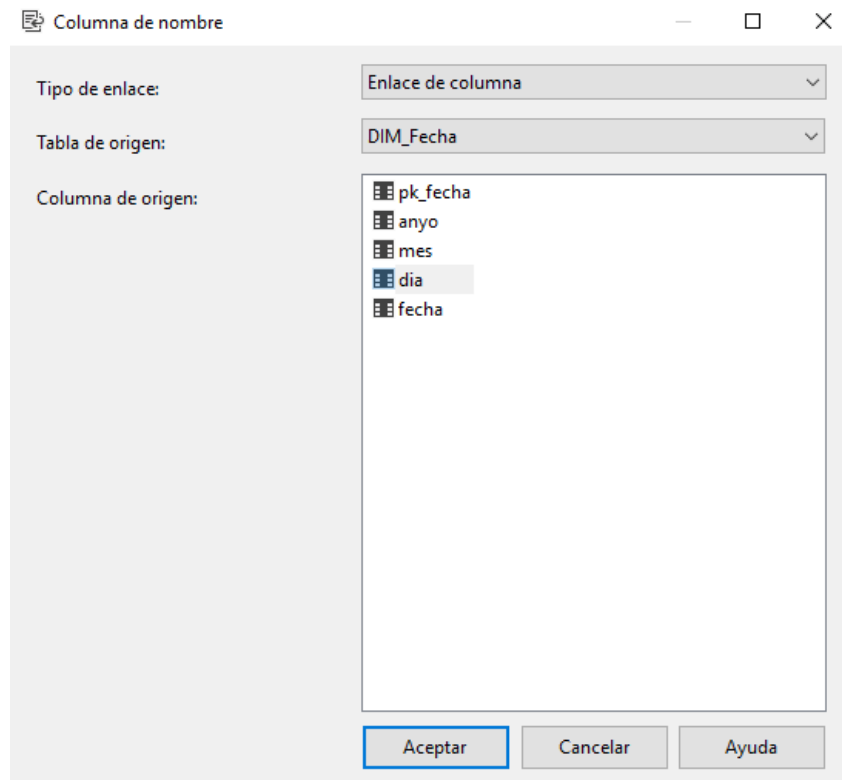 Columna de nombre
Tipo de enlace:
Enlace de columna
Tabla de origen:
DIM_Fecha
Columna de origen:
pk_fecha
anyo
mes
dia
fecha
Aceptar
Cancelar
Ayuda